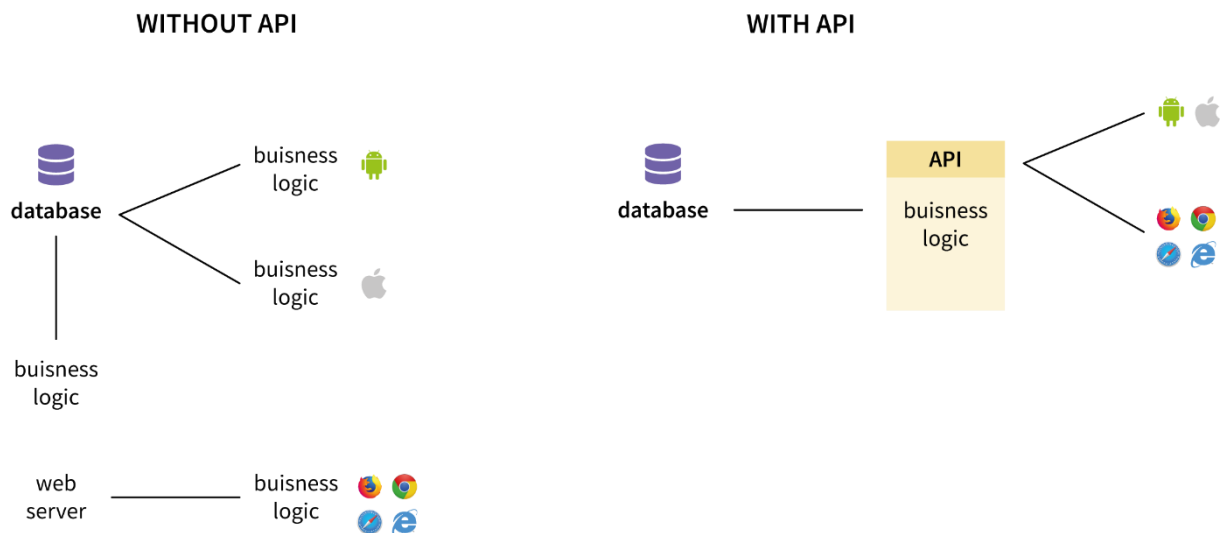 WITHOUT API
buisness
logic
database
buisness
logic
buisness
logic
web
server
buisness
logic
WITH API
database
API
buisness
logic